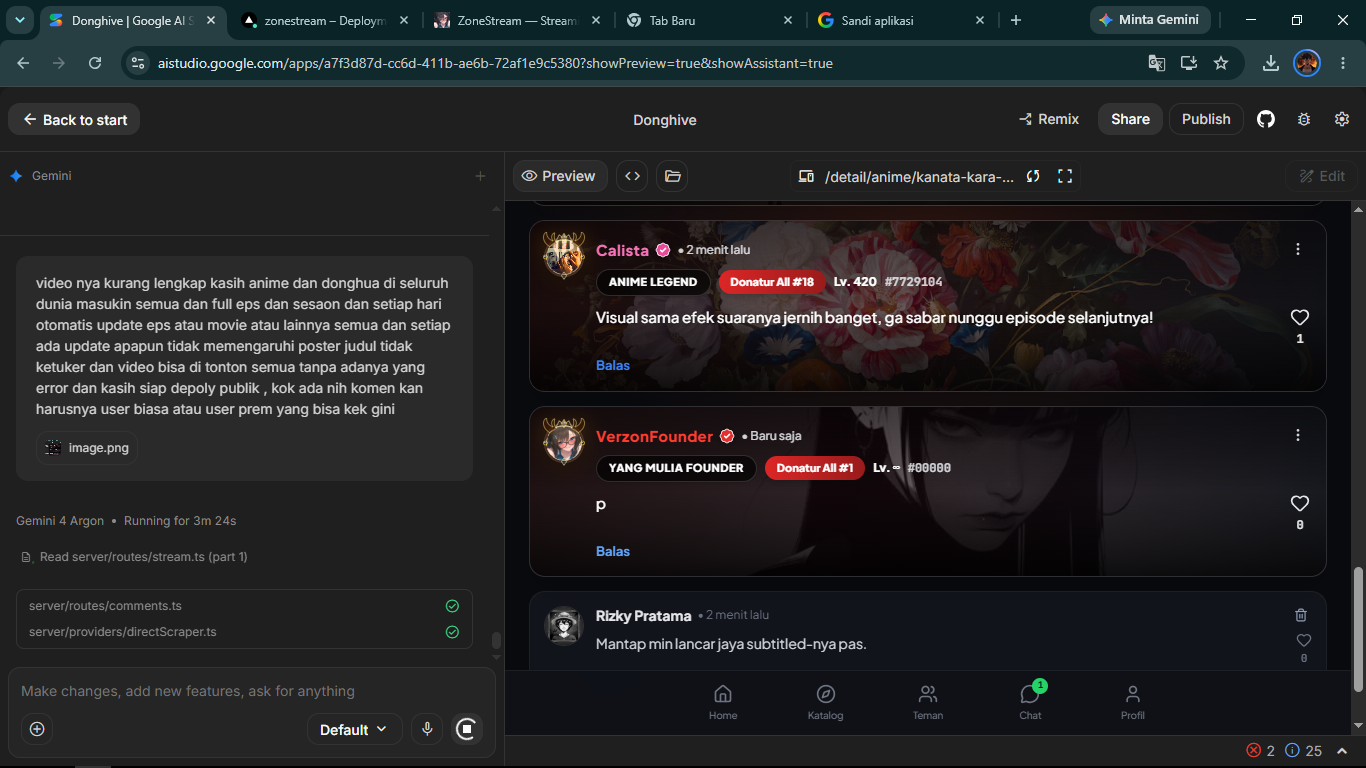 Donghive | Google AI S
zonestream – Deploym
ZoneStream — Stream
Tab Baru
Sandi aplikasi
Minta Gemini
aistudio.google.com/apps/a7f3d87d-cc6d-411b-ae6b-72af1e9c5380?showPreview=true&showAssistant=true
Back to start
Donghive
Remix
Share
Publish
Gemini
Preview
/detail/anime/kanata-kara-...
Edit
video nya kurang lengkap kasih anime dan donghua di seluruh
dunia masukin semua dan full eps dan sesaon dan setiap hari
otomatis update eps atau movie atau lainnya semua dan setiap
ada update apapun tidak memengaruhi poster judul tidak
ketuker dan video bisa di tonton semua tanpa adanya yang
error dan kasih siap depoly publik , kok ada nih komen kan
harusnya user biasa atau user prem yang bisa kek gini
image.png
Gemini 4 Argon • Running for 3m 24s
Read server/routes/stream.ts (part 1)
server/routes/comments.ts
server/providers/directScraper.ts
Make changes, add new features, ask for anything
Default
Calista • 2 menit lalu
ANIME LEGEND Donatur All #18 Lv. 420 #7729104
Visual sama efek suaranya jernih banget, ga sabar nunggu episode selanjutnya!
1
Balas
VerzonFounder • Baru saja
YANG MULIA FOUNDER Donatur All #1 Lv. ∞ #00000
p
0
Balas
Rizky Pratama • 2 menit lalu
Mantap min lancar jaya subtitled-nya pas.
0
1
Home
Katalog
Teman
Chat
Profil
2
25